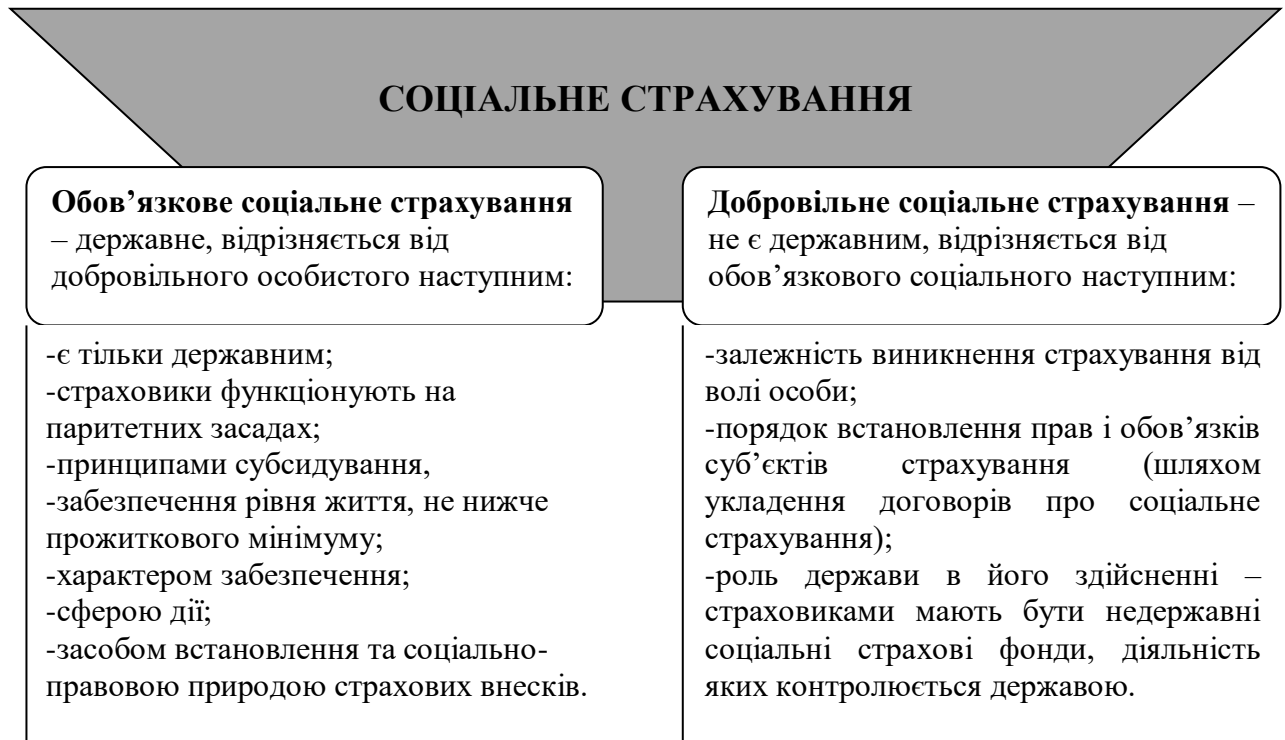 СОЦІАЛЬНЕ СТРАХУВАННЯ
Обов’язкове соціальне страхування
– державне, відрізняється від
добровільного особистого наступним:
-є тільки державним;
-страховики функціонують на
паритетних засадах;
-принципами субсидування,
-забезпечення рівня життя, не нижче
прожиткового мінімуму;
-характером забезпечення;
-сферою дії;
-засобом встановлення та соціально-
правовою природою страхових внесків.
Добровільне соціальне страхування –
не є державним, відрізняється від
обов’язкового соціального наступним:
-залежність виникнення страхування від
волі особи;
-порядок встановлення прав і обов’язків
суб’єктів страхування (шляхом
укладення договорів про соціальне
страхування);
-роль держави в його здійсненні –
страховиками мають бути недержавні
соціальні страхові фонди, діяльність
яких контролюється державою.